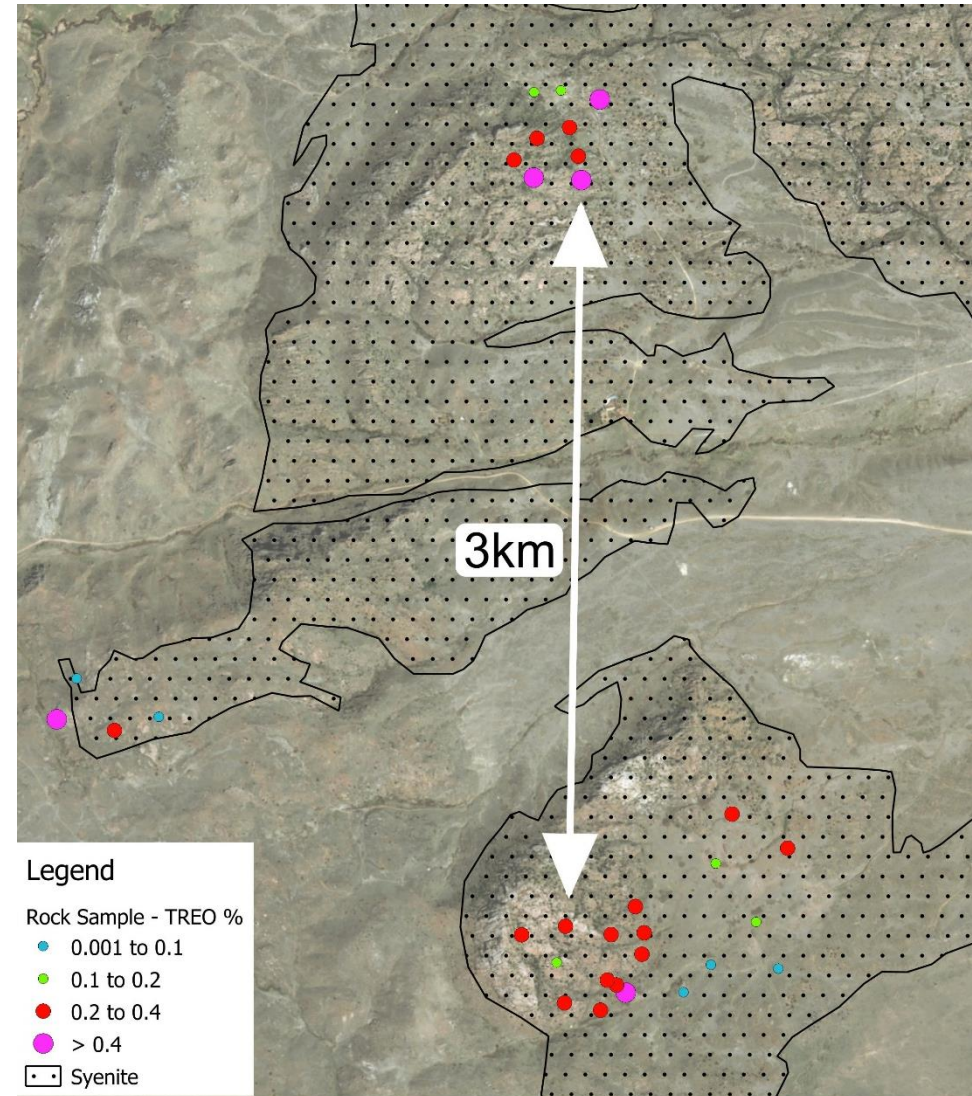 3km
Legend
Rock Sample - TREO %
0.001 to 0.1
0.1 to 0.2
0.2 to 0.4
> 0.4
Syenite